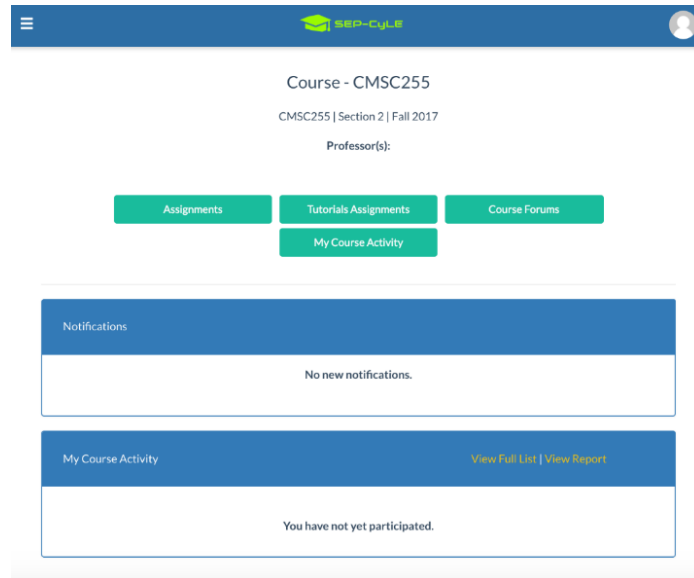 SEP-CyLE
Course - CMSC255
CMSC255 | Section 2 | Fall 2017
Professor(s):
Assignments
Tutorials Assignments
Course Forums
My Course Activity
Notifications
No new notifications.
My Course Activity
View Full List | View Report
You have not yet participated.